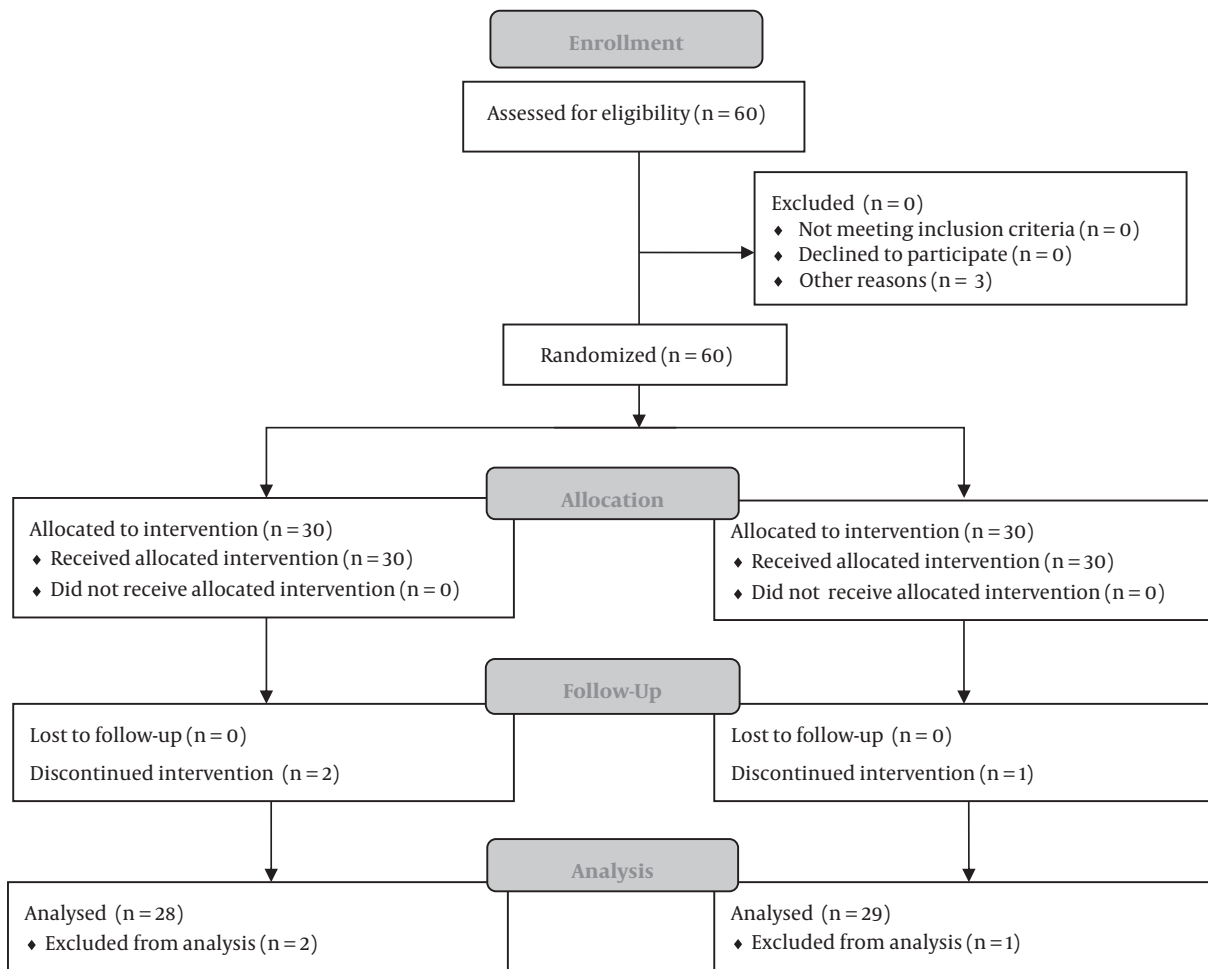 Enrollment
Assessed for eligibility (n = 60)
Excluded (n = 0)
♦ Not meeting inclusion criteria (n = 0)
♦ Declined to participate (n = 0)
♦ Other reasons (n = 3)
Randomized (n = 60)
Allocation
Allocated to intervention (n = 30)
♦ Received allocated intervention (n = 30)
♦ Did not receive allocated intervention (n = 0)
Allocated to intervention (n = 30)
♦ Received allocated intervention (n = 30)
♦ Did not receive allocated intervention (n = 0)
Follow-Up
Lost to follow-up (n = 0)
Discontinued intervention (n = 2)
Lost to follow-up (n = 0)
Discontinued intervention (n = 1)
Analysis
Analysed (n = 28)
♦ Excluded from analysis (n = 2)
Analysed (n = 29)
♦ Excluded from analysis (n = 1)